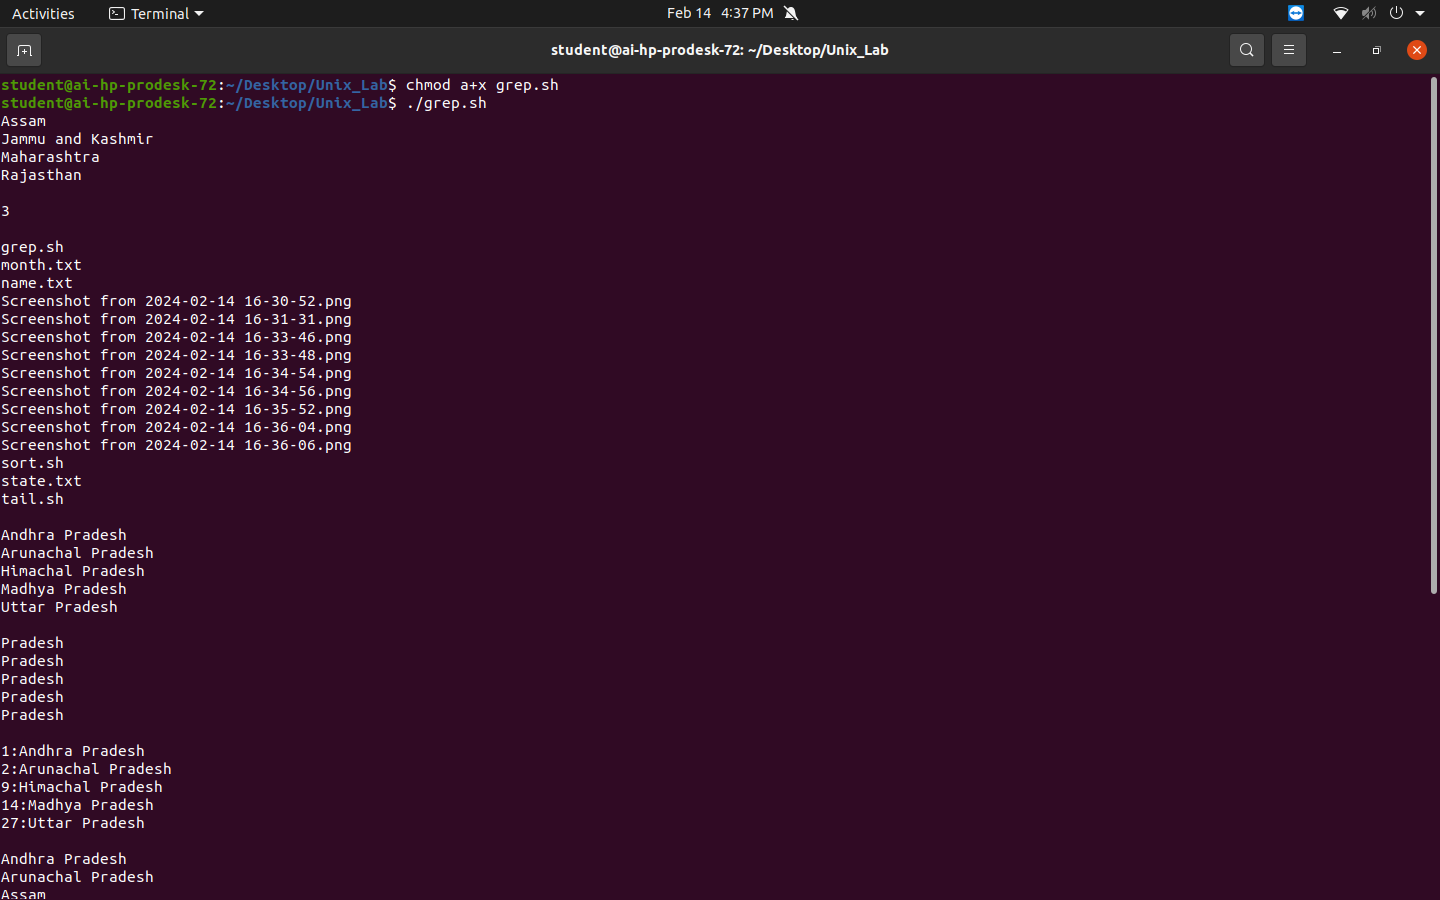 Activities
Terminal
Feb 14 4:37 PM
student@ai-hp-prodesk-72: ~/Desktop/Unix_Lab
student@ai-hp-prodesk-72:~/Desktop/Unix_Lab$ chmod a+x grep.sh
student@ai-hp-prodesk-72:~/Desktop/Unix_Lab$ ./grep.sh
Assam
Jammu and Kashmir
Maharashtra
Rajasthan
3
grep.sh
month.txt
name.txt
Screenshot from 2024-02-14 16-30-52.png
Screenshot from 2024-02-14 16-31-31.png
Screenshot from 2024-02-14 16-33-46.png
Screenshot from 2024-02-14 16-33-48.png
Screenshot from 2024-02-14 16-34-54.png
Screenshot from 2024-02-14 16-34-56.png
Screenshot from 2024-02-14 16-35-52.png
Screenshot from 2024-02-14 16-36-04.png
Screenshot from 2024-02-14 16-36-06.png
sort.sh
state.txt
tail.sh
Andhra Pradesh
Arunachal Pradesh
Himachal Pradesh
Madhya Pradesh
Uttar Pradesh
Pradesh
Pradesh
Pradesh
Pradesh
Pradesh
1:Andhra Pradesh
2:Arunachal Pradesh
9:Himachal Pradesh
14:Madhya Pradesh
27:Uttar Pradesh
Andhra Pradesh
Arunachal Pradesh
Assam